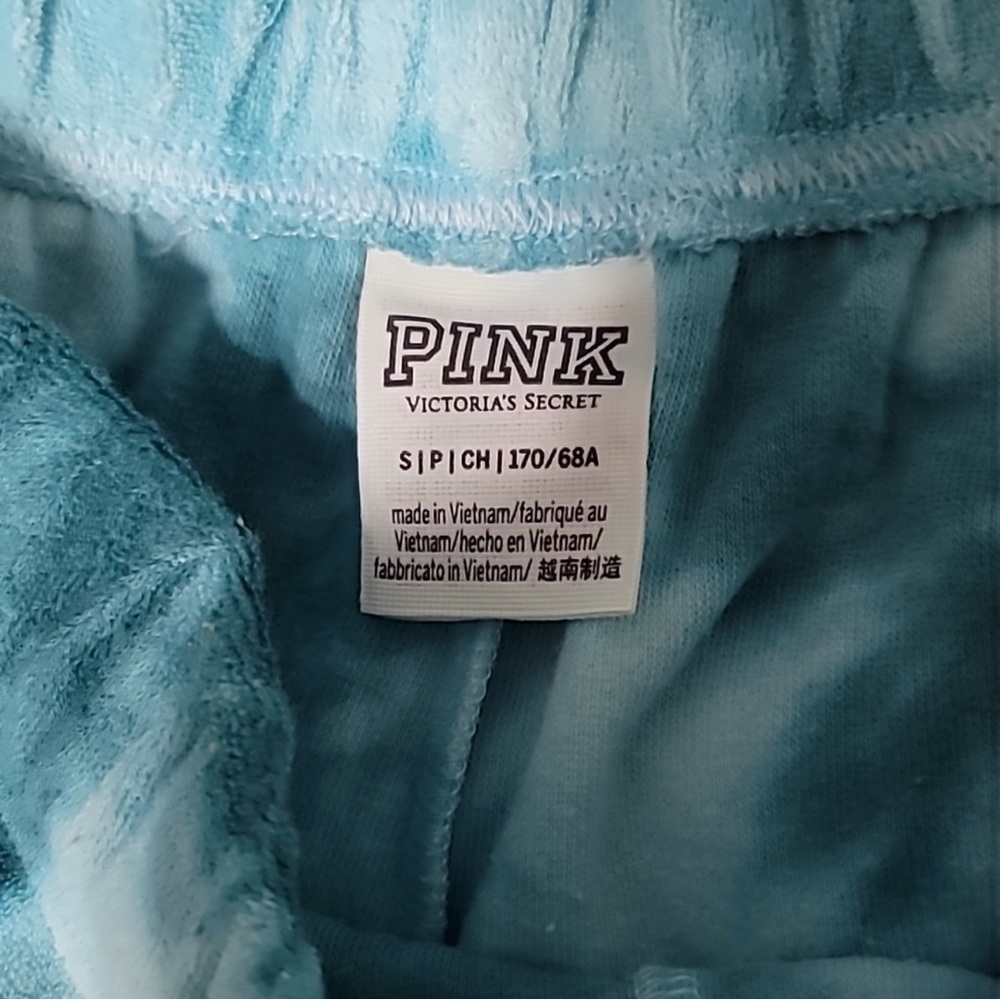 PINK
VICTORIA'S SECRET
S|P|CH|170/68A
made in Vietnam/fabriqué au
Vietnam/hecho en Vietnam/
fabbricato in Vietnam/ 越南制造